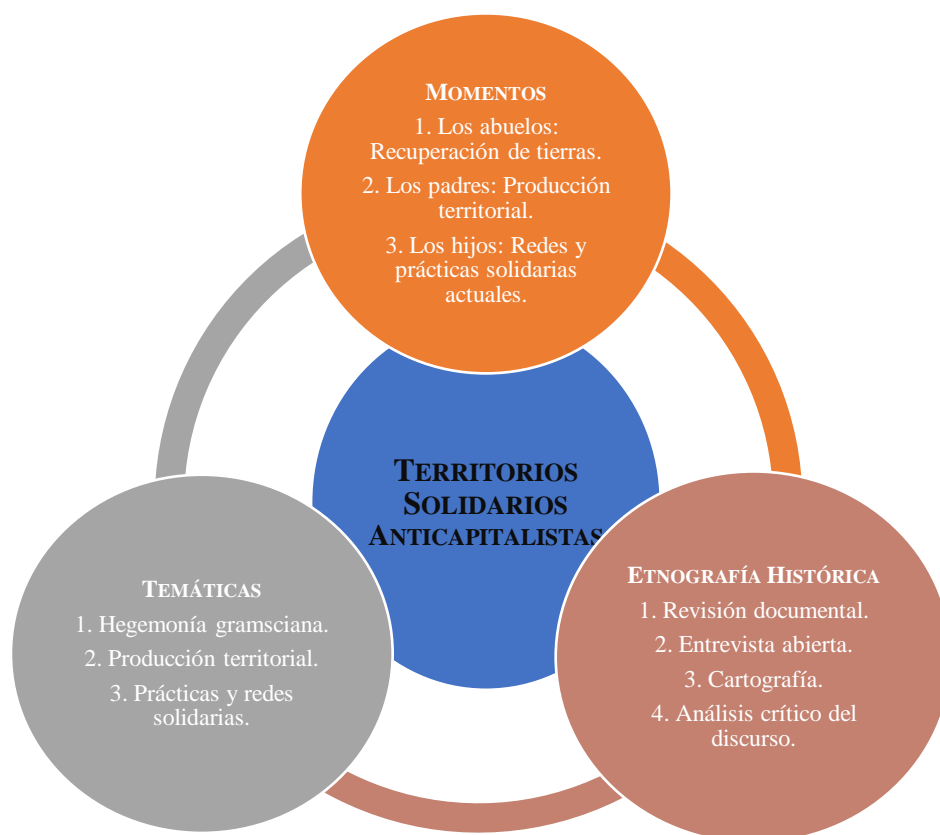 MOMENTOS
1. Los abuelos:
Recuperación de tierras.
2. Los padres: Producción
territorial.
3. Los hijos: Redes y
prácticas solidarias
actuales.
TERRITORIOS
SOLIDARIOS
ANTICAPITALISTAS
TEMÁTICAS
1. Hegemonía gramsciana.
2. Producción territorial.
3. Prácticas y redes
solidarias.
ETNOGRAFÍA HISTÓRICA
1. Revisión documental.
2. Entrevista abierta.
3. Cartografía.
4. Análisis crítico del
discurso.